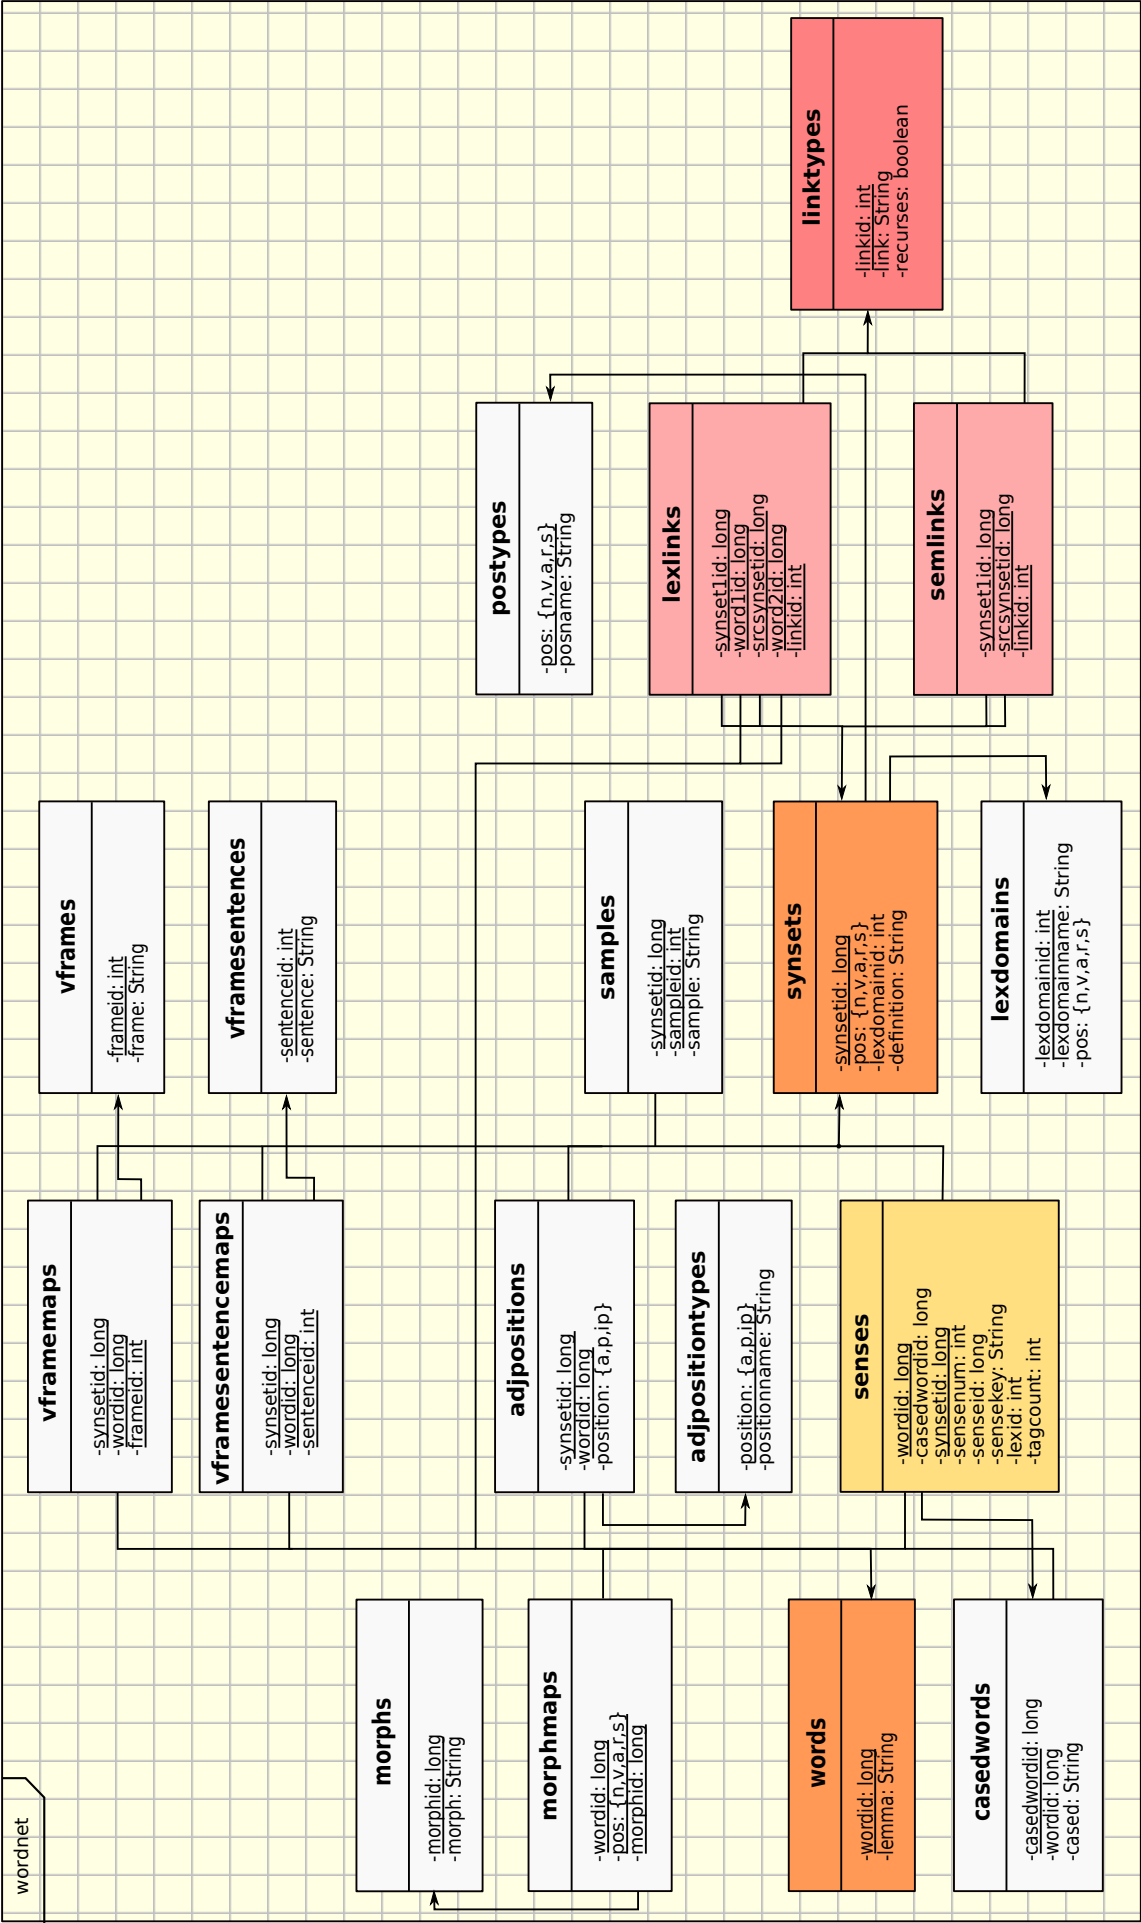 wordnet
morphs
-morphid: long
-morph: String
morphmaps
-wordid: long
-pos: {n,v,a,r,s}
-morphid: long
words
-wordid: long
-lemma: String
casedwords
-casedwordid: long
-wordid: long
-cased: String
vframemaps
-synsetid: long
-wordid: long
-frameid: int
vframesentencemaps
-synsetid: long
-wordid: long
-sentenceid: int
adjpositions
-synsetid: long
-wordid: long
-position: {a,p,ip}
adjpositiontypes
-position: {a,p,ip}
-positionname: String
senses
-wordid: long
-casedwordid: long
-synsetid: long
-sensenum: int
-senseid: long
-sensekey: String
-lexid: int
-tagcount: int
vframes
-frameid: int
-frame: String
vframesentences
-sentenceid: int
-sentence: String
samples
-synsetid: long
-sampleid: int
-sample: String
synsets
-synsetid: long
-pos: {n,v,a,r,s}
-lexdomainid: int
-definition: String
lexdomains
-lexdomainid: int
-lexdomainname: String
-pos: {n,v,a,r,s}
postypes
-pos: {n,v,a,r,s}
-posname: String
lexlinks
-synset1id: long
-word1id: long
-srcsynsetid: long
-word2id: long
-linkid: int
semlinks
-synset1id: long
-srcsynsetid: long
-linkid: int
linktypes
-linkid: int
-link: String
-recurses: boolean